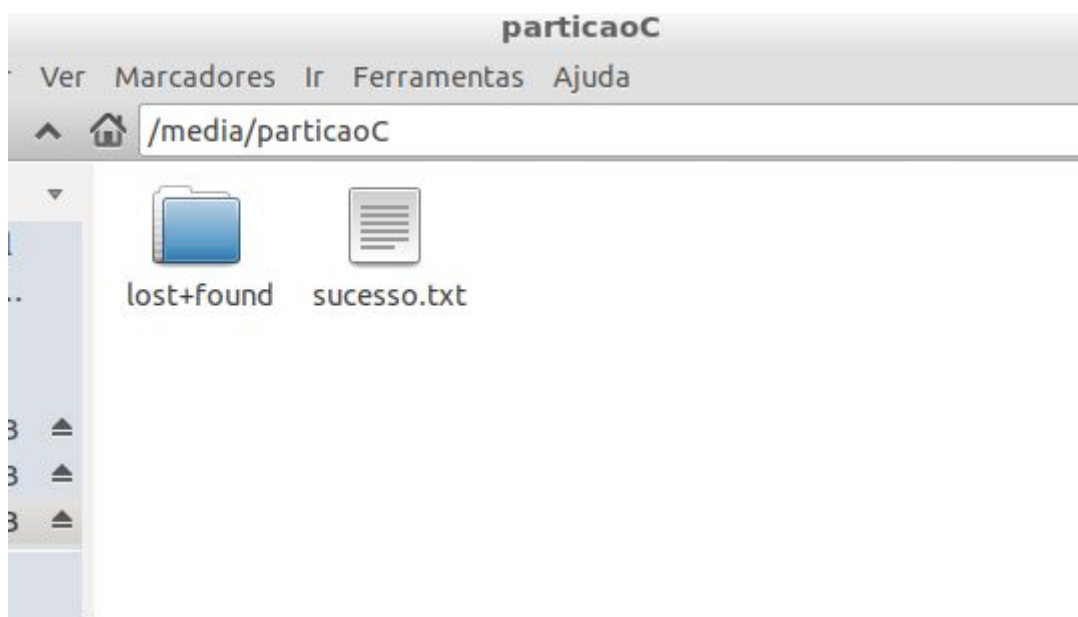 particaoC
Ver Marcadores Ir Ferramentas Ajuda
/media/particaoC
lost+found sucesso.txt